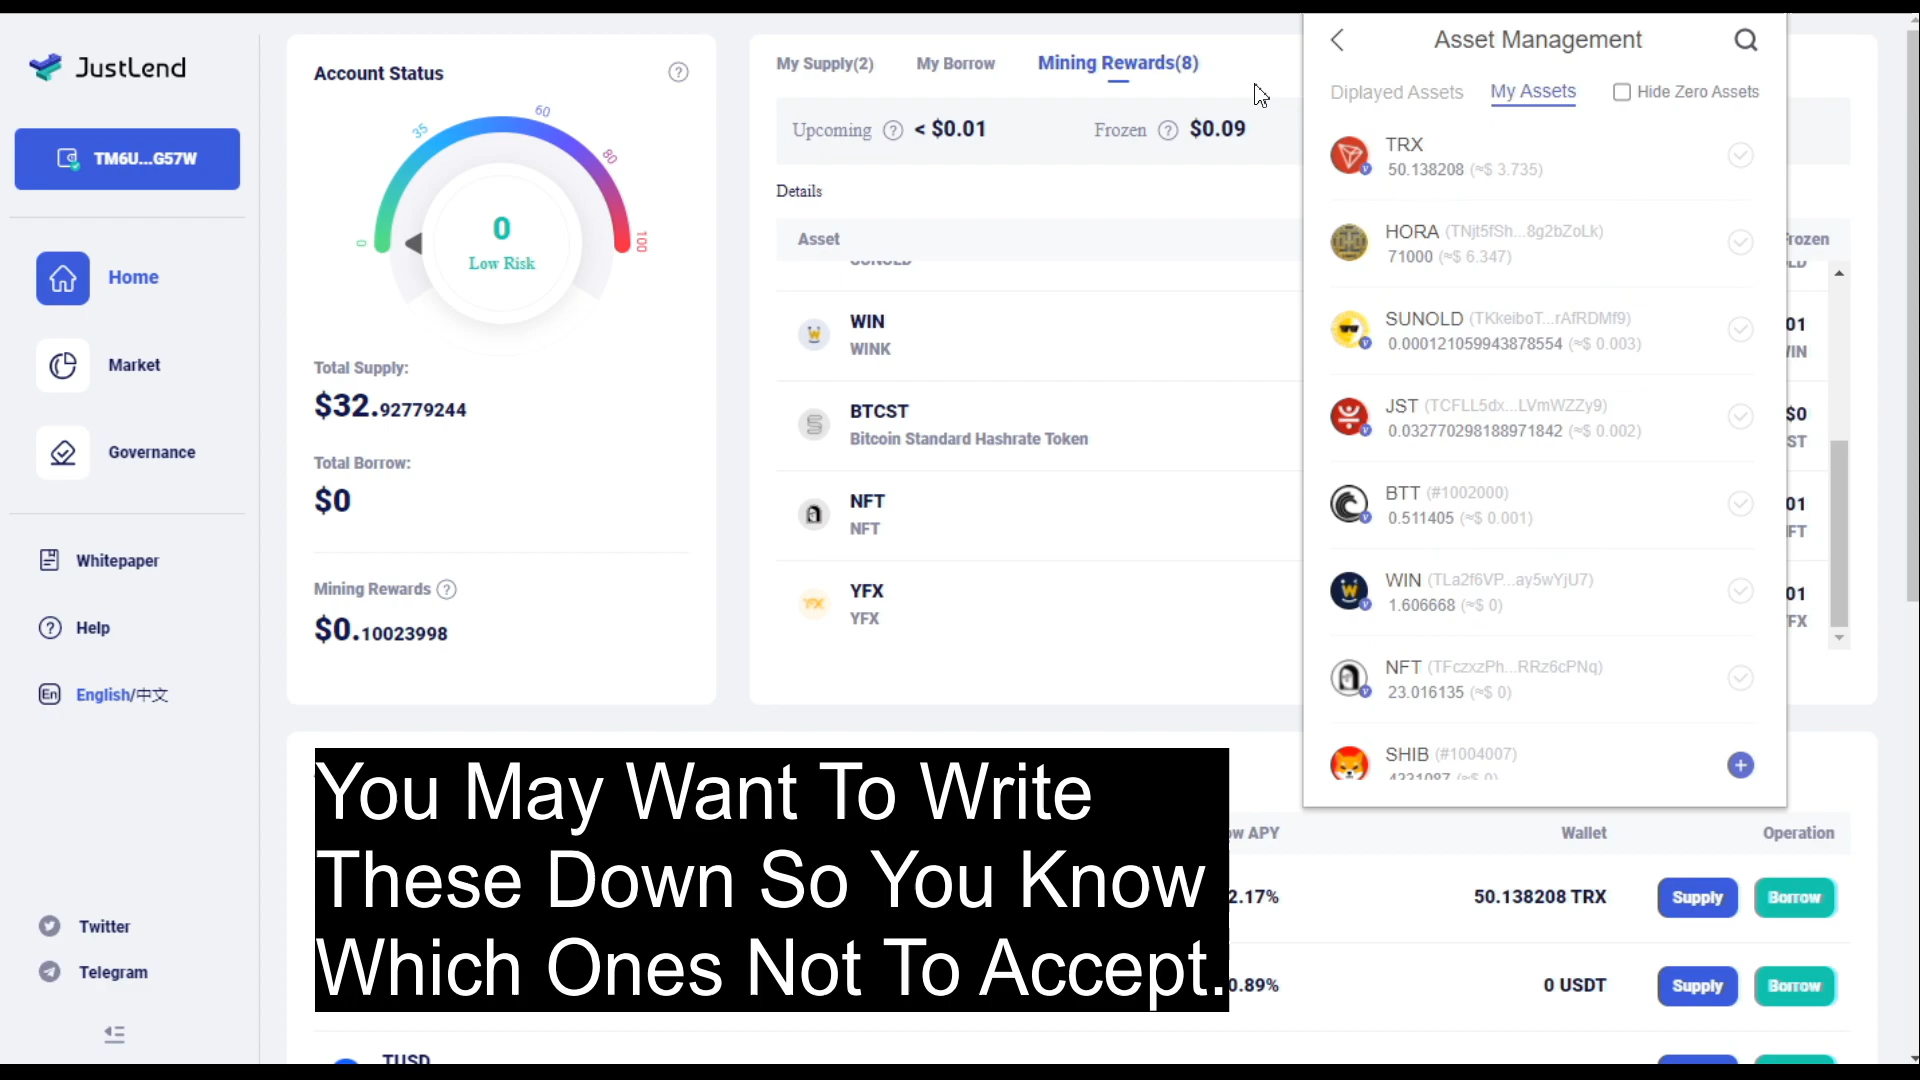 JustLend
TM6U...G57W
Home
Market
Governance
Whitepaper
Help
En English/中文
Twitter
Telegram
Account Status
0
35
60
80
100
0
Low Risk
Total Supply:
$32.92779244
Total Borrow:
$0
Mining Rewards
$0.10023998
My Supply(2) My Borrow Mining Rewards(8)
Upcoming < $0.01 Frozen $0.09
Details
Asset
WIN
WINK
BTCST
Bitcoin Standard Hashrate Token
NFT
NFT
YFX
YFX
Asset Management
Diplayed Assets My Assets Hide Zero Assets
TRX
50.138208 (≈$ 3.735)
HORA (TNjt5fSh...8g2bZoLk)
71000 (≈$ 6.347)
SUNOLD (TKkeiboT...rAfRDMf9)
0.000121059943878554 (≈$ 0.003)
JST (TCFLL5dx...LVmWZZy9)
0.032770298188971842 (≈$ 0.002)
BTT (#1002000)
0.511405 (≈$ 0.001)
WIN (TLa2f6VP...ay5wYjU7)
1.606668 (≈$ 0)
NFT (TFczxzPh...RRz6cPNq)
23.016135 (≈$ 0)
SHIB (#1004007)
rozen
01
IN
$0
ST
01
FT
01
FX
You May Want To Write
These Down So You Know
Which Ones Not To Accept.
w APY Wallet Operation
2.17% 50.138208 TRX Supply Borrow
0.89% 0 USDT Supply Borrow
TUSD